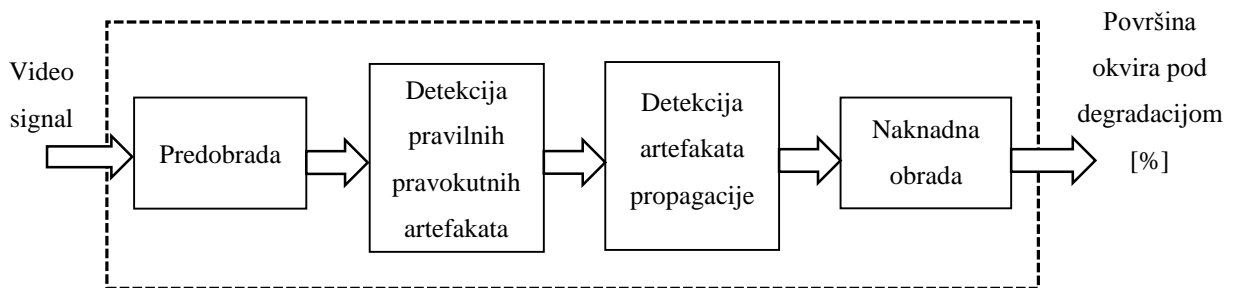 Video
signal
Predobrada
Detekcija
pravilnih
pravokutnih
artefakata
Detekcija
artefakata
propagacije
Naknadna
obrada
Površina
okvira pod
degradacijom
[%]